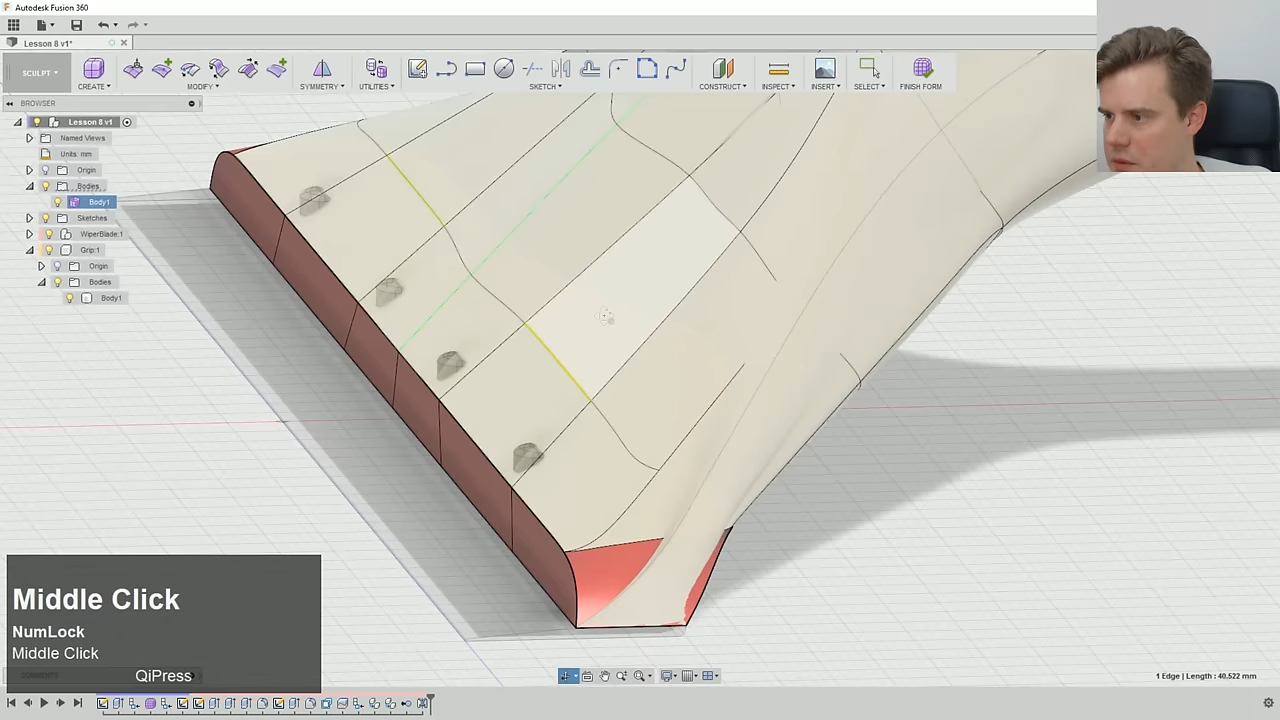 Autodesk Fusion 360
Lesson 8 v1*
SCULPT
CREATE
MODIFY
SYMMETRY
UTILITIES
SKETCH
CONSTRUCT
INSPECT
INSERT
SELECT
FINISH FORM
BROWSER
Lesson 8 v1
Named Views
Units: mm
Origin
Bodies
Body1
Sketches
WiperBlade:1
Grip:1
Origin
Bodies
Body1
Middle Click
NumLock
Middle Click
QiPress
COMMENTS
1 Edge | Length : 40.522 mm